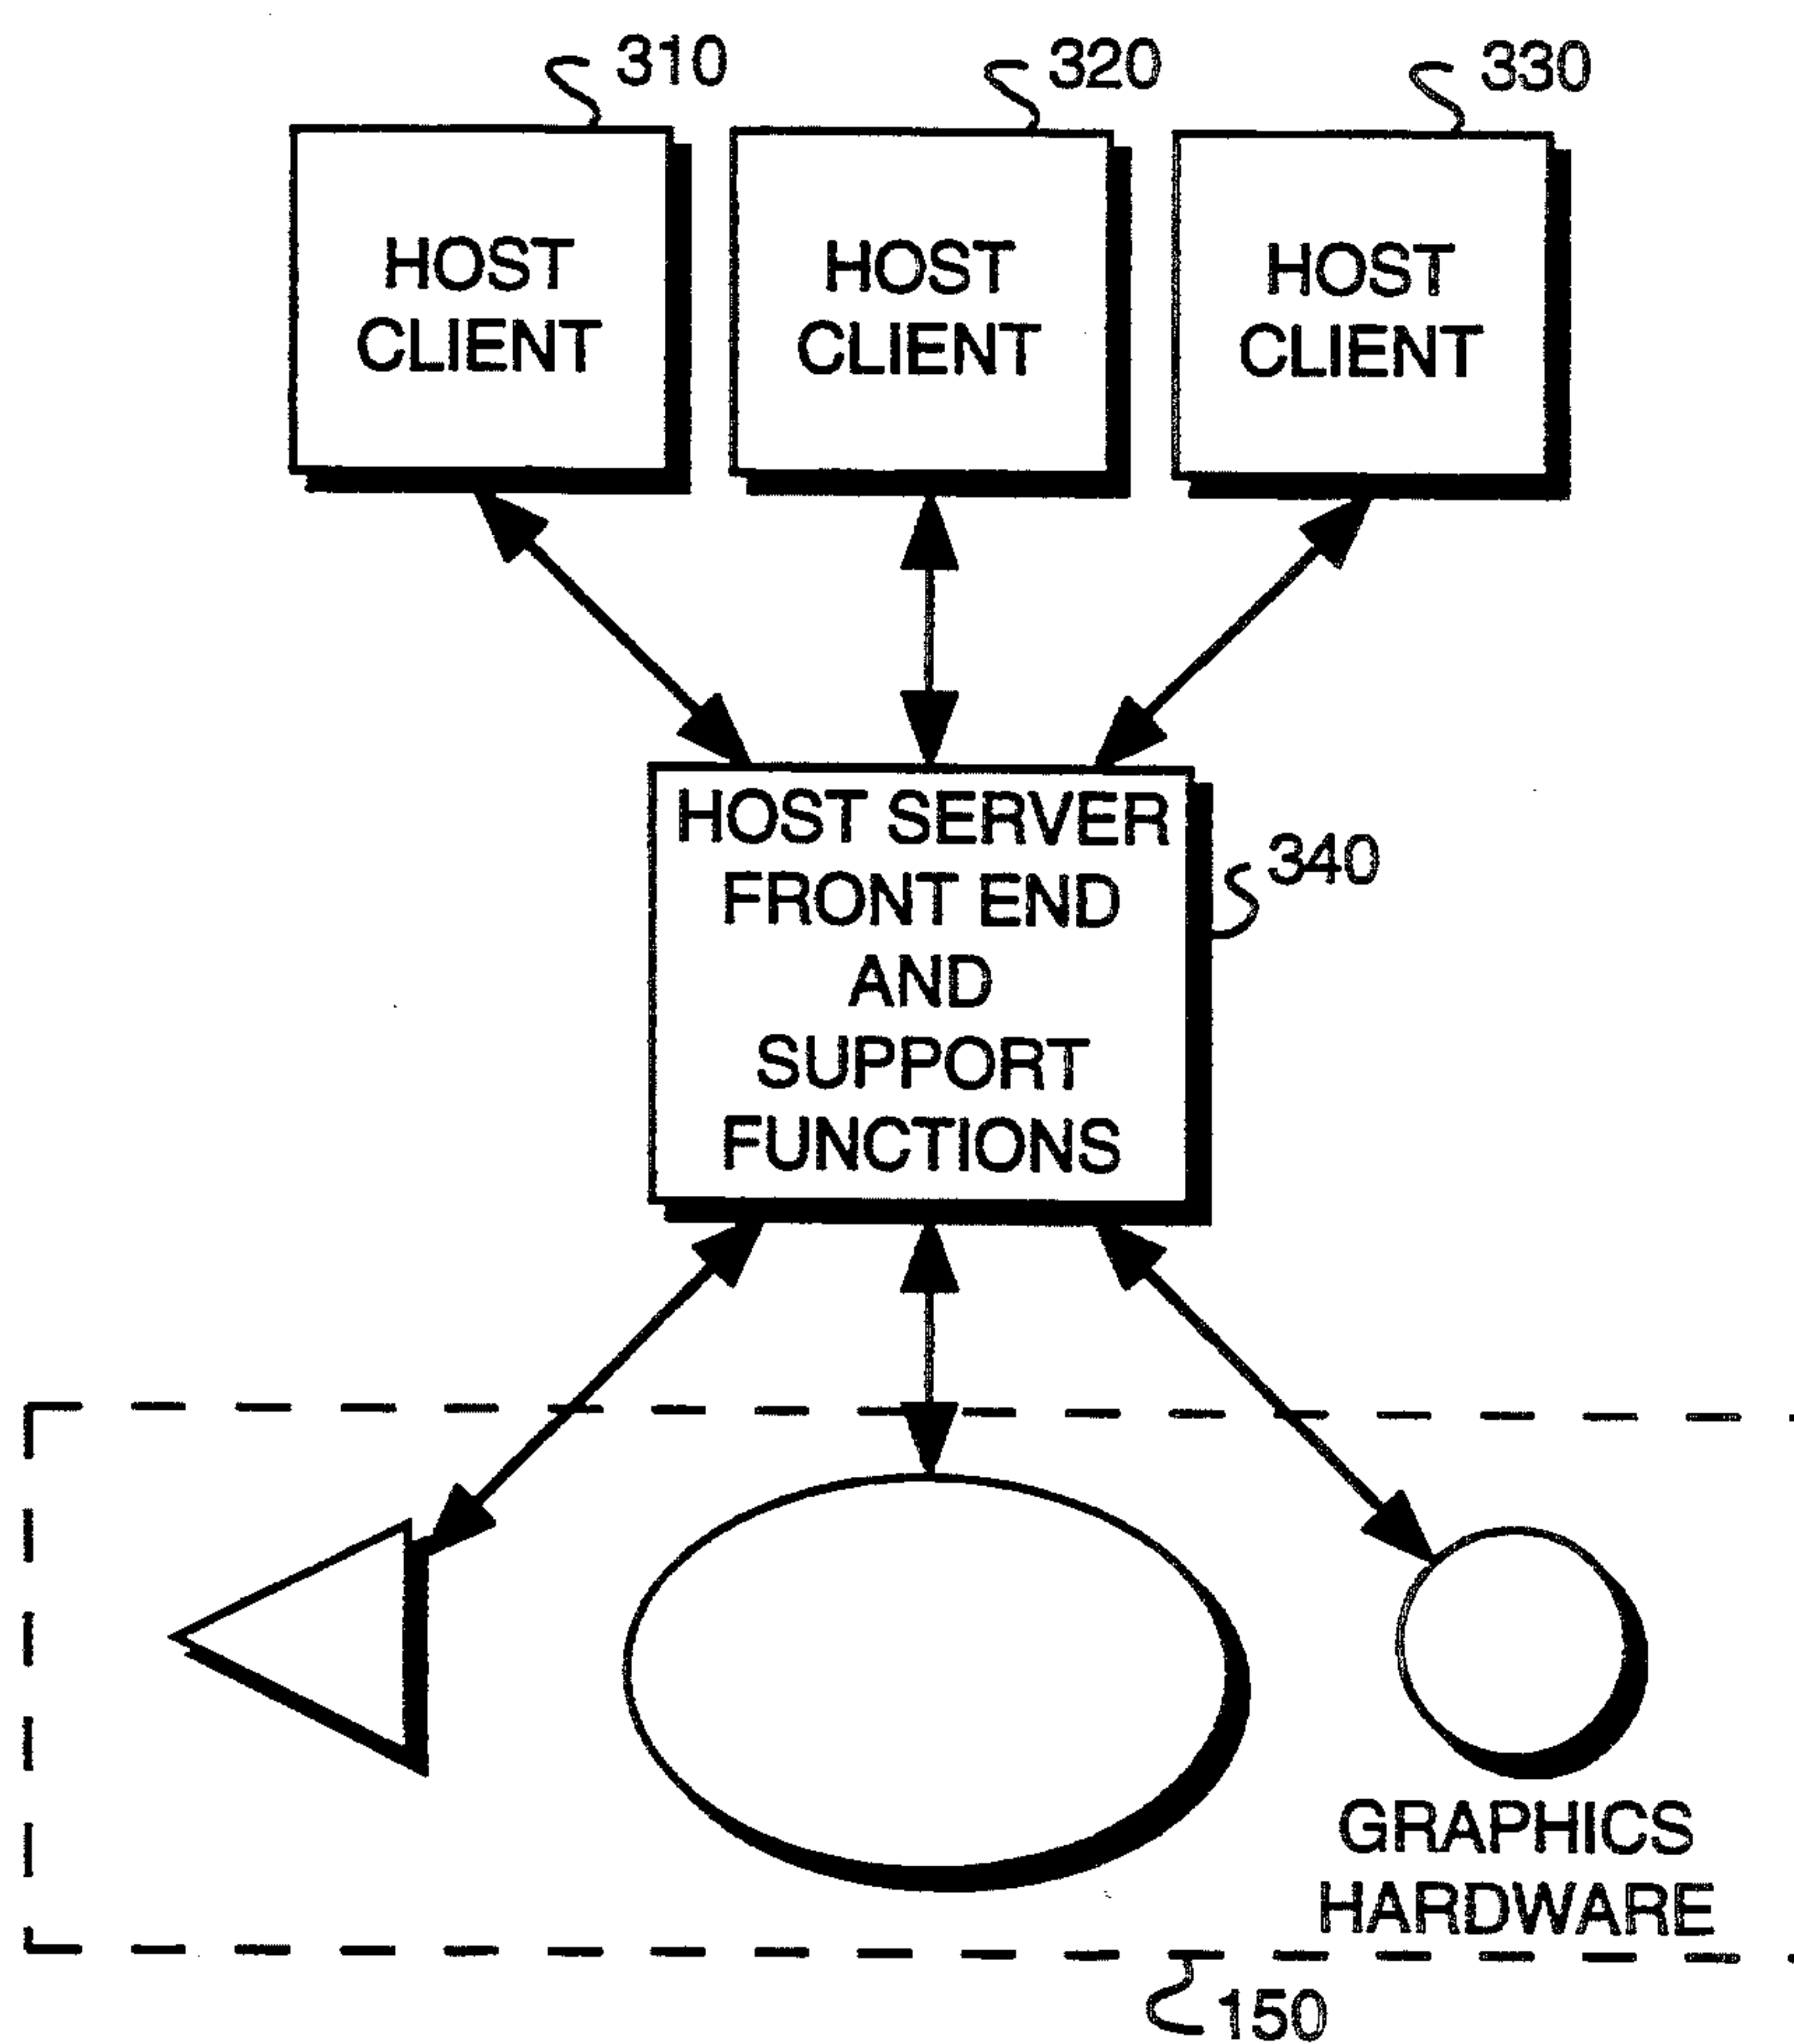 310
320
330
HOST
CLIENT
HOST
CLIENT
HOST
CLIENT
HOST SERVER
FRONT END
AND
SUPPORT
FUNCTIONS
340
GRAPHICS
HARDWARE
150